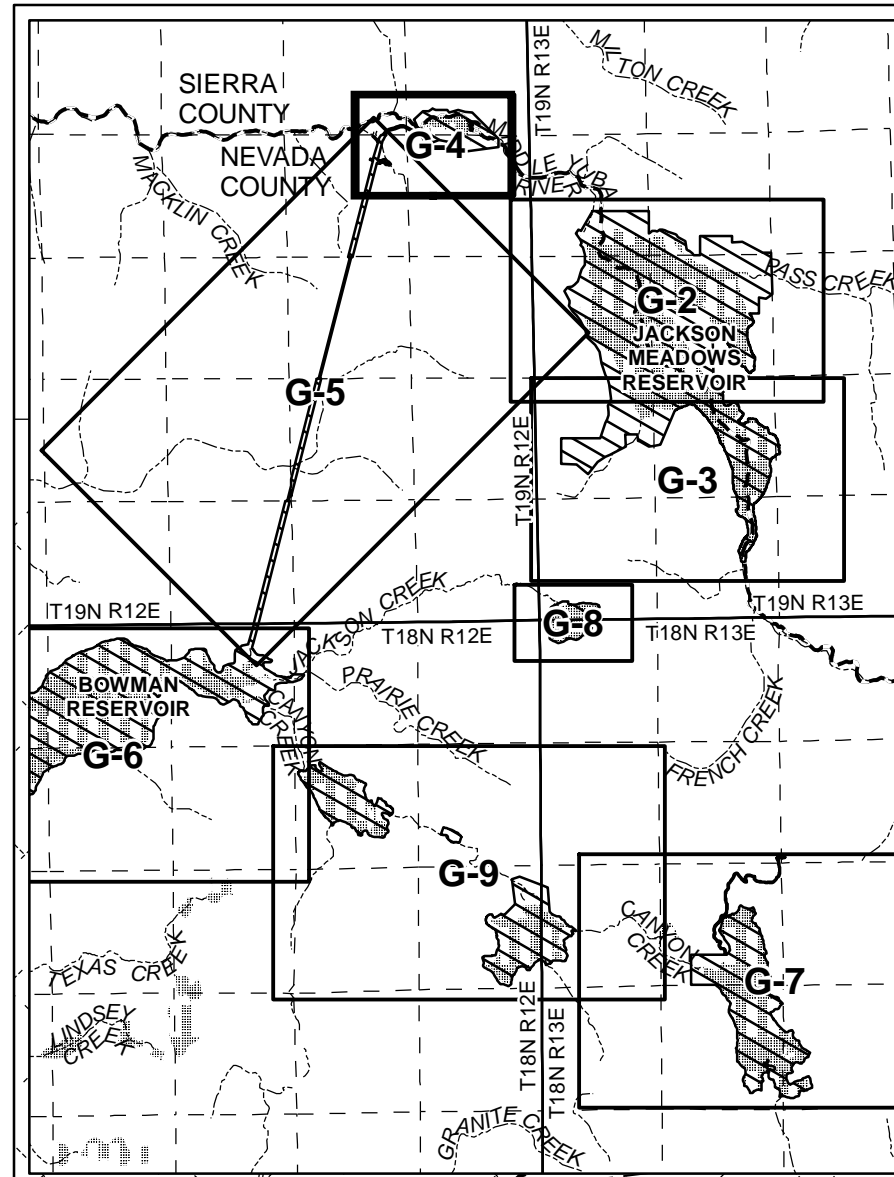 T19N R13E
MILTON CREEK
SIERRA
COUNTY
NEVADA
COUNTY
G-4
MIDDLE YUBA
RIVER
MACKLIN CREEK
PASS CREEK
G-2
JACKSON
MEADOWS
RESERVOIR
G-5
T19N R12E
G-3
T19N R12E
JACKSON CREEK
T18N R12E
G-8
T19N R13E
T18N R13E
BOWMAN
RESERVOIR
G-6
CANYON
CREEK
PRAIRIE CREEK
FRENCH CREEK
G-9
CANYON
CREEK
G-7
TEXAS CREEK
LINDSEY
CREEK
T18N R12E
T18N R13E
GRANITE CREEK